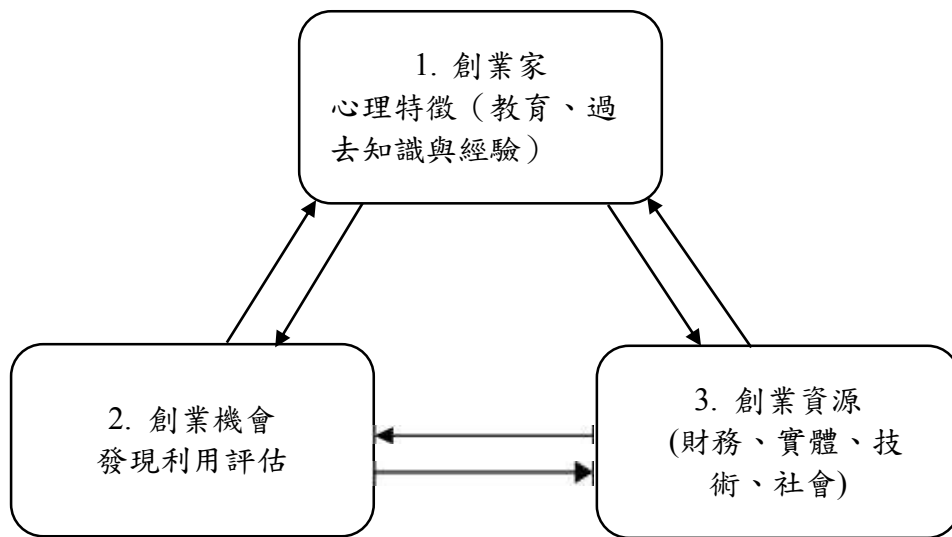 1. 創業家
心理特徵（教育、過
去知識與經驗）
2. 創業機會
發現利用評估
3. 創業資源
(財務、實體、技
術、社會)